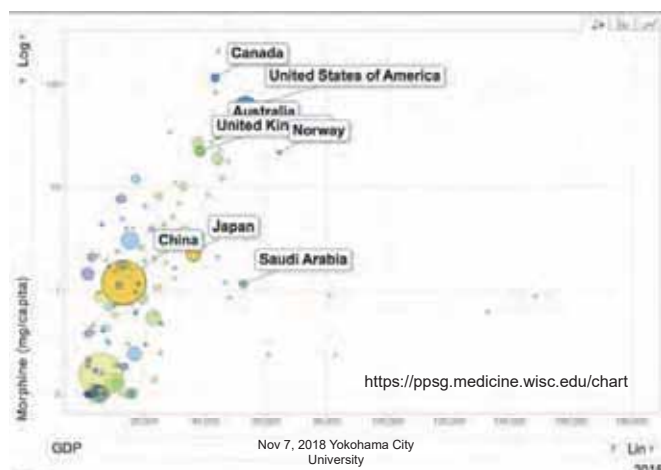 Log
Canada
United States of America
Australia
United Kin
Norway
Japan
China
Saudi Arabia
Morphine (mg/capita)
https://ppsg.medicine.wisc.edu/chart
GDP
Nov 7, 2018 Yokohama City
University
Lin